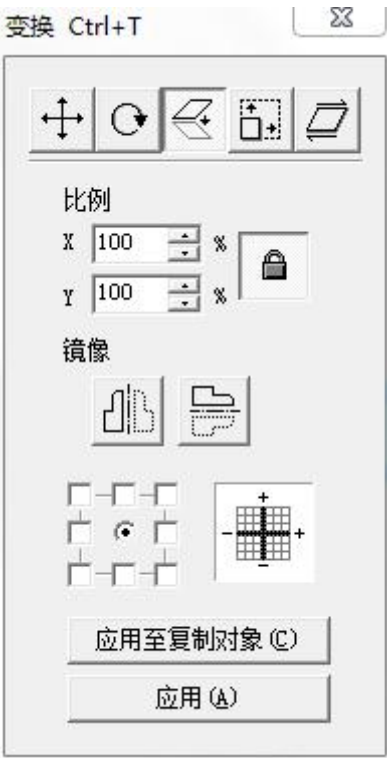 变换 Ctrl+T
比例
X 100 %
Y 100 %
镜像
应用至复制对象(C)
应用(A)